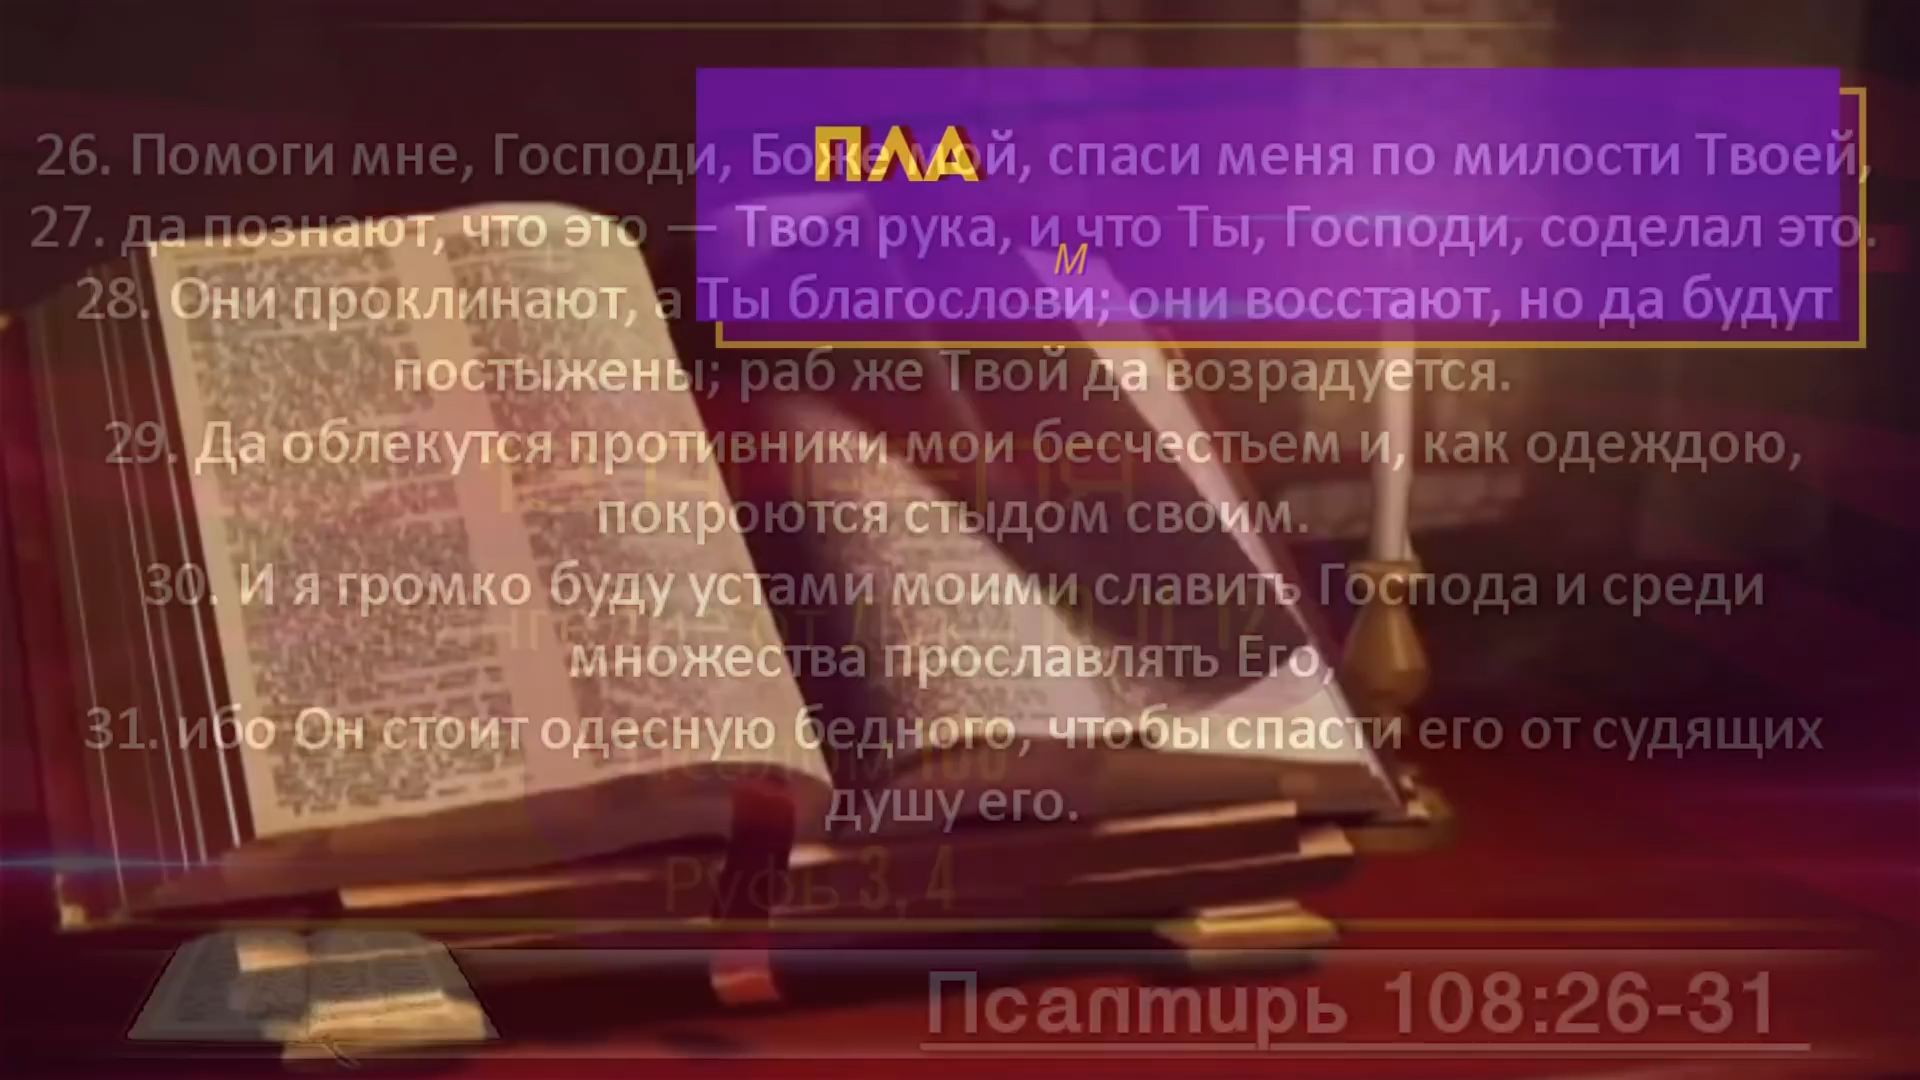 ПЛА
26. Помоги мне, Господи, Боже мой, спаси меня по милости Твоей,
27. да познают, что это — Твоя рука, и что Ты, Господи, соделал это.
м
28. Они проклинают, а Ты благослови; они восстают, но да будут
постыжены; раб же Твой да возрадуется.
29. Да облекутся противники мои бесчестьем и, как одеждою,
покроются стыдом своим.
30. И я громко буду устами моими славить Господа и среди
множества прославлять Его,
31. ибо Он стоит одесную бедного, чтобы спасти его от судящих
душу его.
Руфь 3, 4
Псалтирь 108:26-31